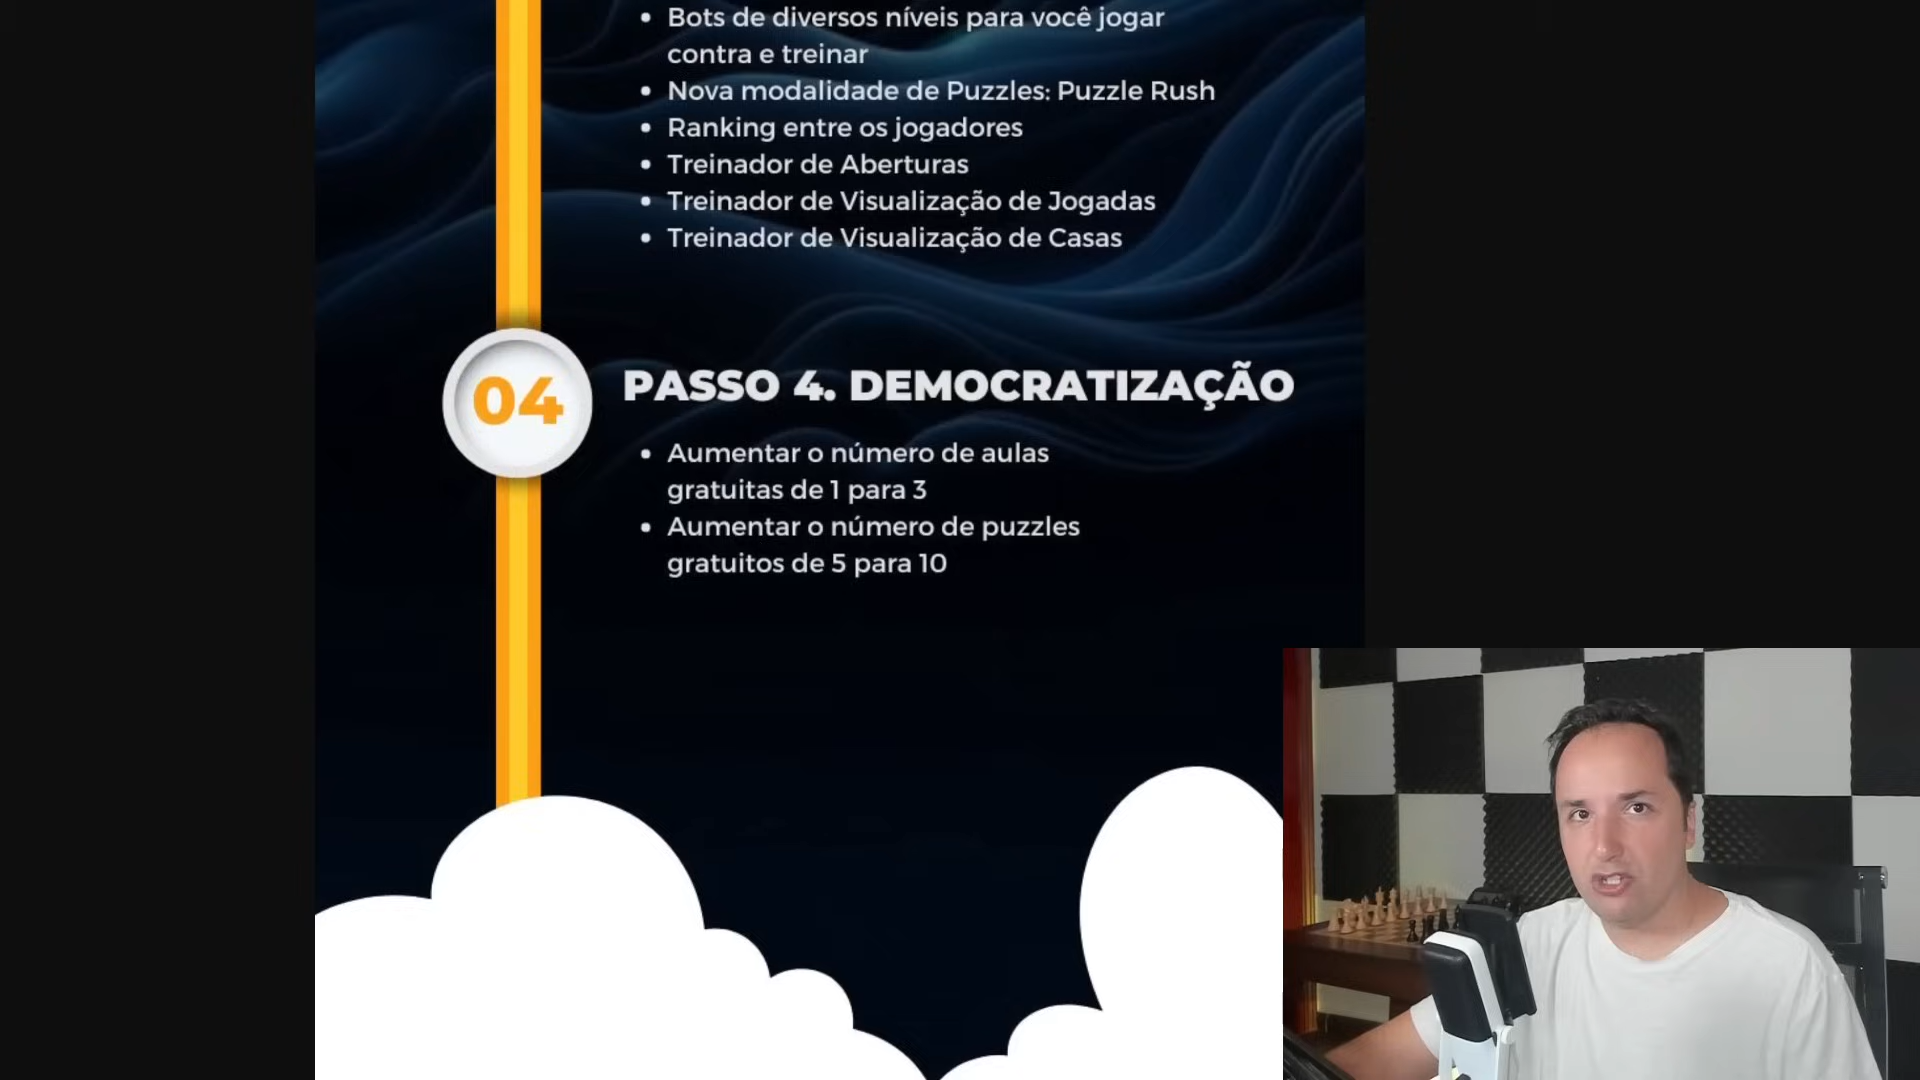 Bots de diversos níveis para você jogar
contra e treinar
Nova modalidade de Puzzles: Puzzle Rush
Ranking entre os jogadores
Treinador de Aberturas
Treinador de Visualização de Jogadas
Treinador de Visualização de Casas
04
PASSO 4. DEMOCRATIZAÇÃO
Aumentar o número de aulas
gratuitas de 1 para 3
Aumentar o número de puzzles
gratuitos de 5 para 10